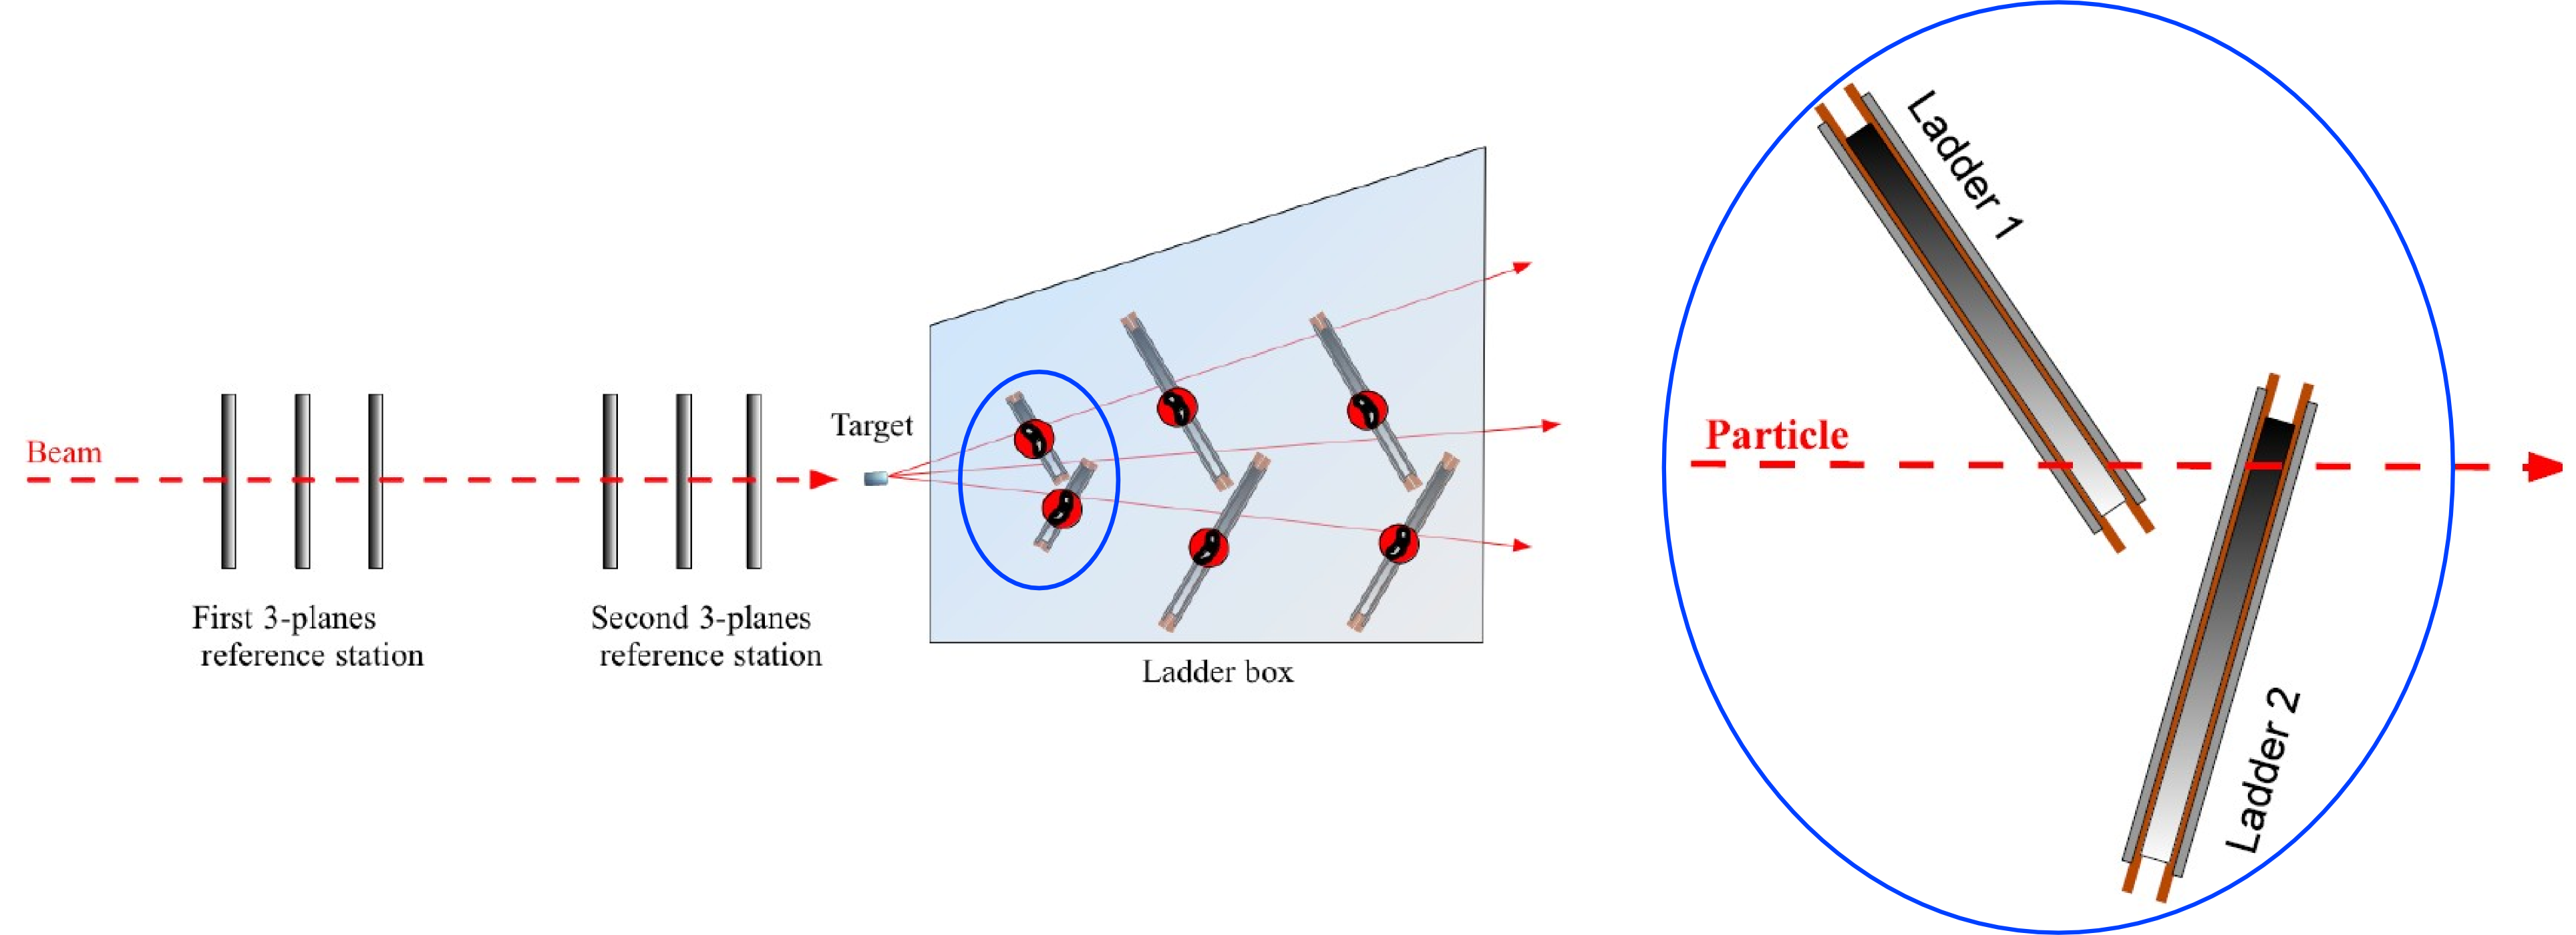 Beam
First 3-planes
reference station
Second 3-planes
reference station
Target
Ladder box
Ladder 1
Particle
Ladder 2